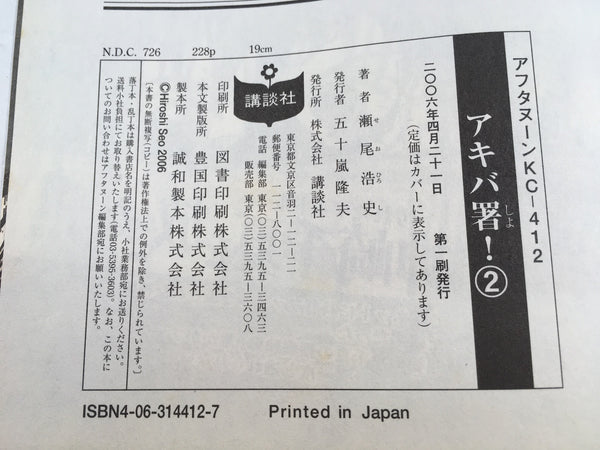 N.D.C. 726 228p 19cm
アフタヌーンKC-412
アキバ署！②
しょ
二〇〇六年四月二十一日 第一刷発行
(定価はカバーに表示してあります)
著者 瀬尾浩史
せ お ひろ し
発行者 五十嵐隆夫
発行所 株式会社 講談社
東京都文京区音羽二-一二-二一
郵便番号 一一二-八〇〇一
電話 編集部 東京(〇三)五三九五-三四六三
販売部 東京(〇三)五三九五-三六〇八
講談社
印刷所 図書印刷株式会社
本文製版所 豊国印刷株式会社
製本所 誠和製本株式会社
©Hiroshi Seo 2006
〔本書の無断複写(コピー)は著作権法上での例外を除き、禁じられています。〕
落丁本・乱丁本は購入書店名を明記のうえ、小社業務部宛にお送りください。
送料小社負担にてお取り替えいたします(電話03-5395-3603)。なお、この本に
ついてのお問い合わせはアフタヌーン編集部宛にお願いいたします。
ISBN4-06-314412-7 Printed in Japan